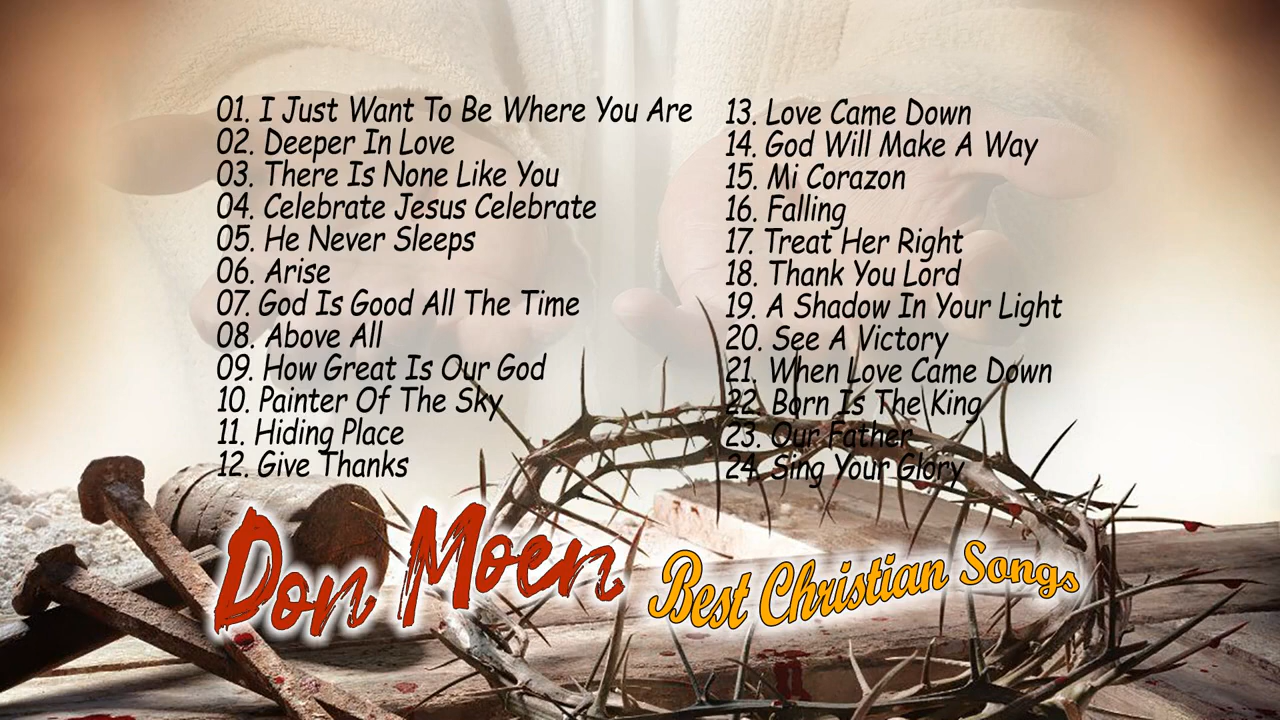 01. I Just Want To Be Where You Are
02. Deeper In Love
03. There Is None Like You
04. Celebrate Jesus Celebrate
05. He Never Sleeps
06. Arise
07. God Is Good All The Time
08. Above All
09. How Great Is Our God
10. Painter Of The Sky
11. Hiding Place
12. Give Thanks
13. Love Came Down
14. God Will Make A Way
15. Mi Corazon
16. Falling
17. Treat Her Right
18. Thank You Lord
19. A Shadow In Your Light
20. See A Victory
21. When Love Came Down
22. Born Is The King
23. Our Father
24. Sing Your Glory
Don Moen
Best Christian Songs